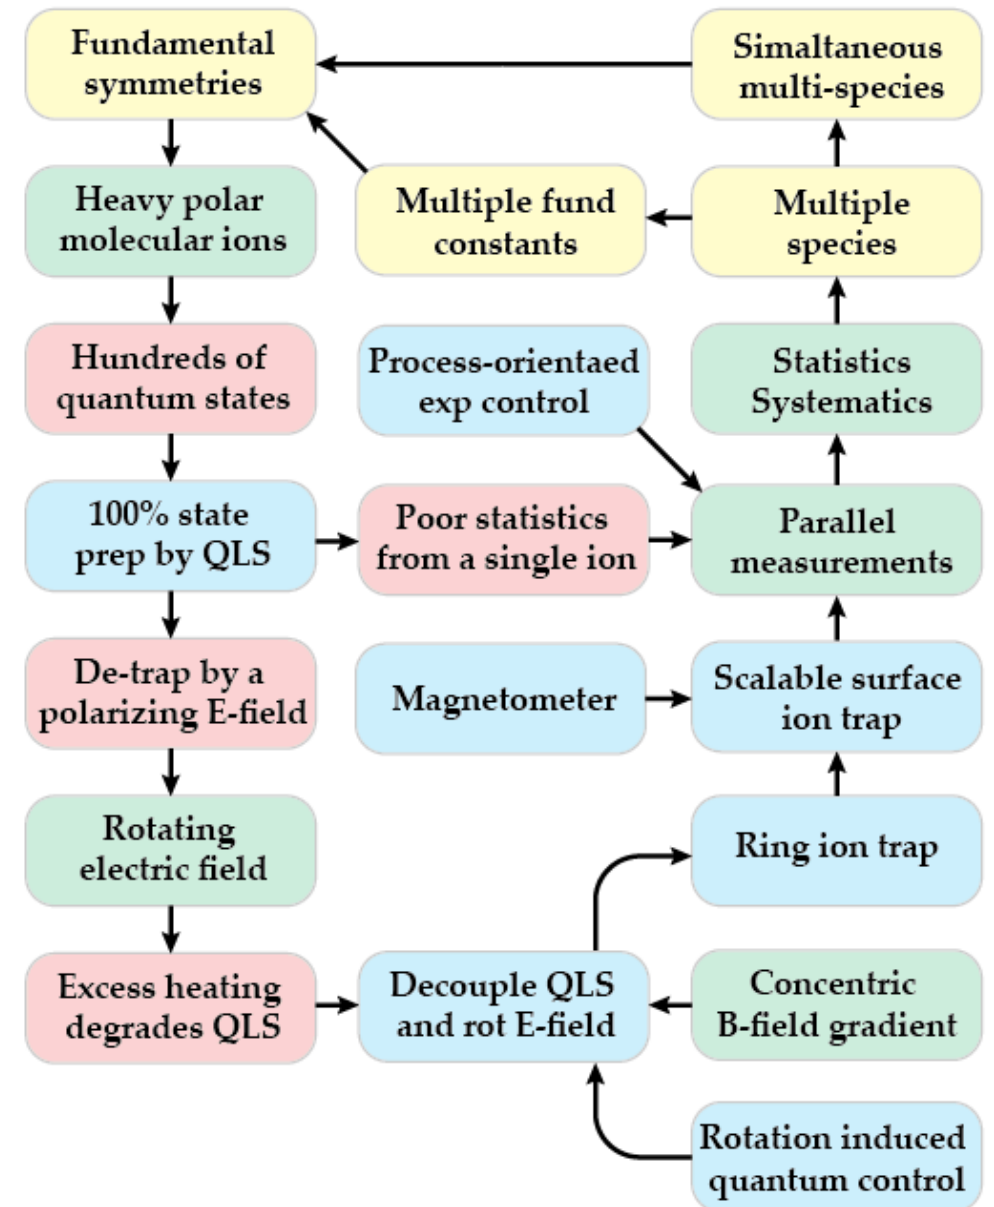 Fundamental
symmetries
Simaltaneous
multi-species
Heavy polar
molecular ions
Multiple fund
constants
Multiple
species
Hundreds of
quantum states
Process-orientaed
exp control
Statistics
Systematics
100% state
prep by QLS
Poor statistics
from a single ion
Parallel
measurements
De-trap by a
polarizing E-field
Magnetometer
Scalable surface
ion trap
Rotating
electric field
Ring ion trap
Excess heating
degrades QLS
Decouple QLS
and rot E-field
Concentric
B-field gradient
Rotation induced
quantum control